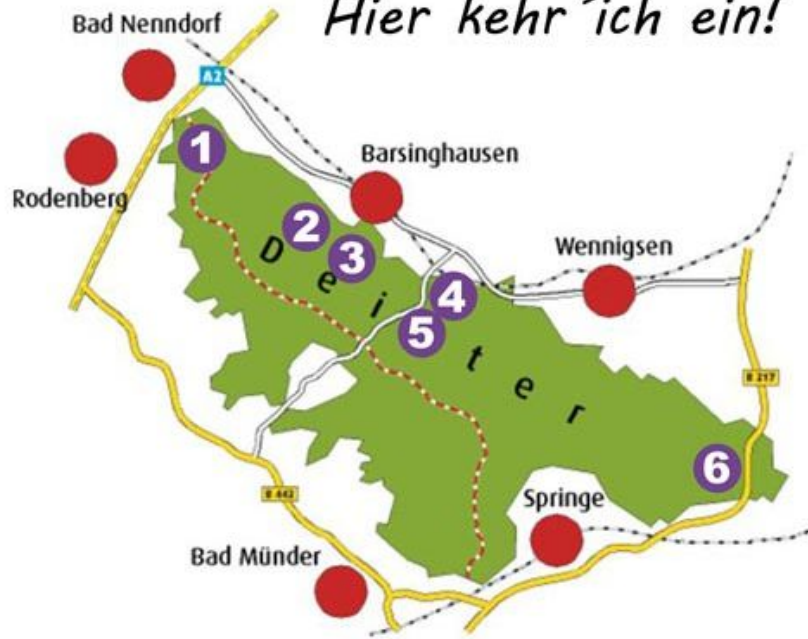 Hier kehr´ich ein!
Bad Nenndorf
A2
1
Barsinghausen
Rodenberg
2
3
Deister
Wennigsen
4
5
B 217
6
B 442
Springe
Bad Münder